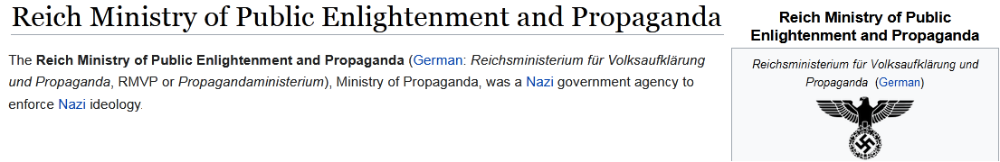 Reich Ministry of Public Enlightenment and Propaganda
The Reich Ministry of Public Enlightenment and Propaganda (German: Reichsministerium für Volksaufklärung
und Propaganda, RMVP or Propagandaministerium), Ministry of Propaganda, was a Nazi government agency to
enforce Nazi ideology.
Reich Ministry of Public
Enlightenment and Propaganda
Reichsministerium für Volksaufklärung und
Propaganda (German)